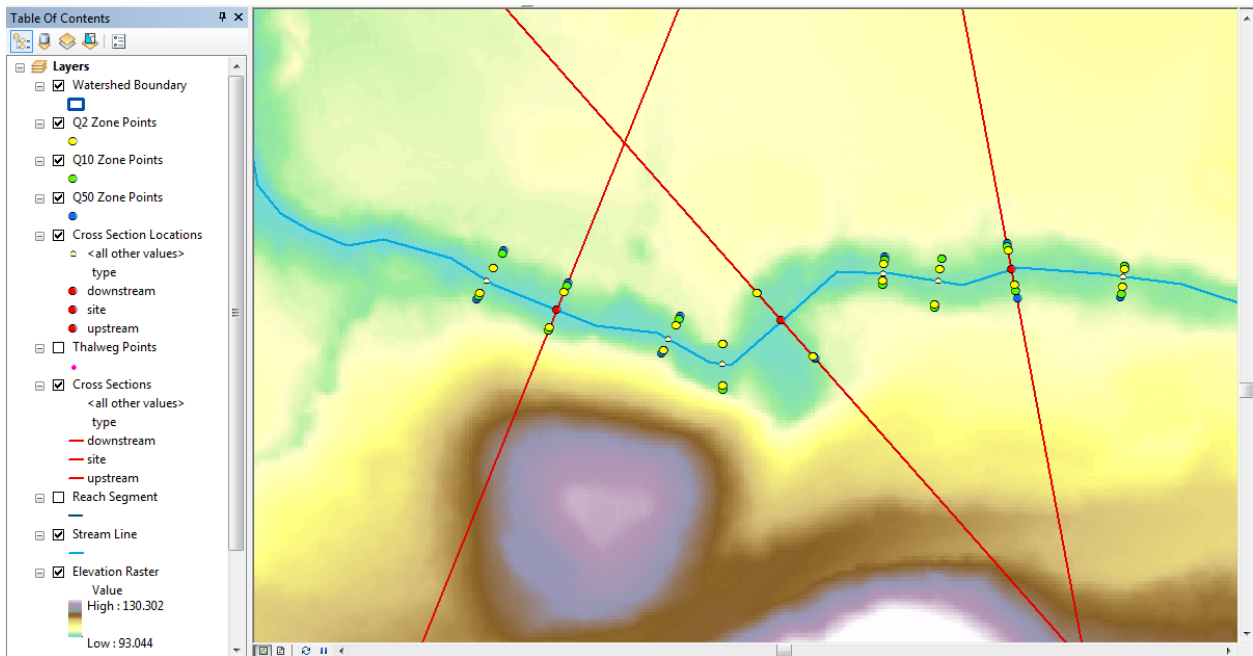 Table Of Contents
Layers
Watershed Boundary
Q2 Zone Points
Q10 Zone Points
Q50 Zone Points
Cross Section Locations
<all other values>
type
downstream
site
upstream
Thalweg Points
Cross Sections
<all other values>
type
downstream
site
upstream
Reach Segment
Stream Line
Elevation Raster
Value
High : 130.302
Low : 93.044